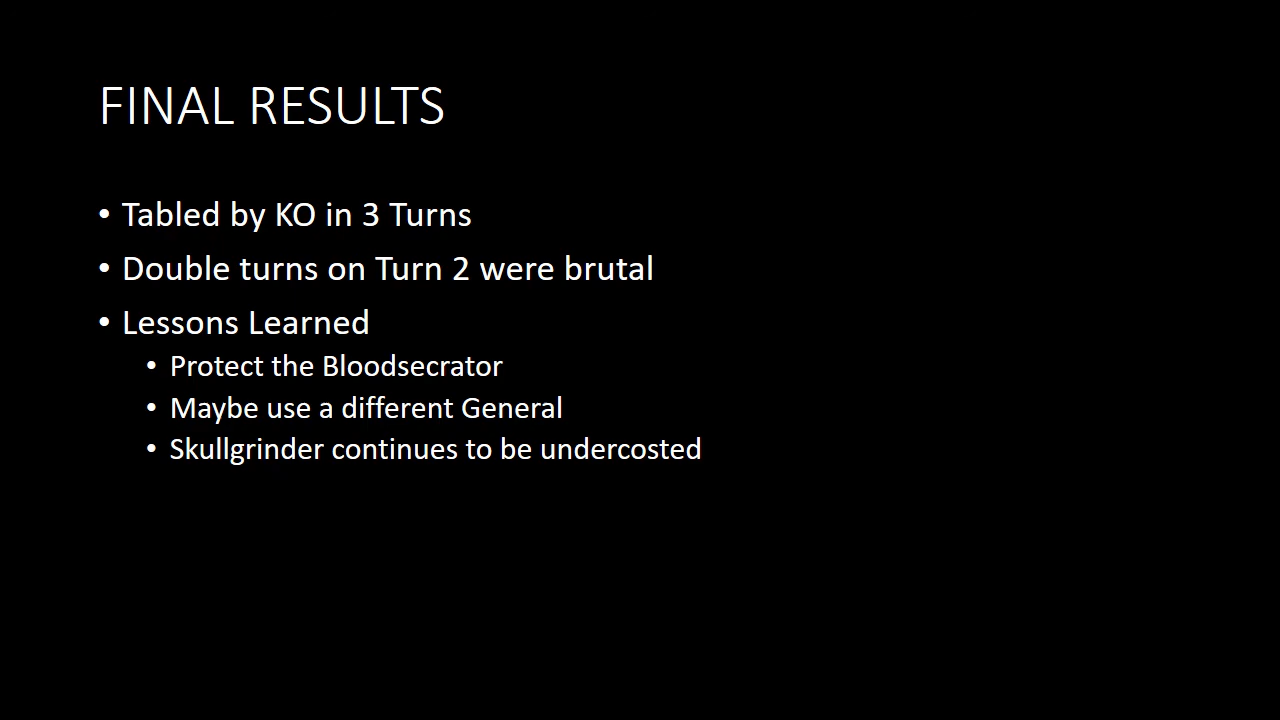 FINAL RESULTS
• Tabled by KO in 3 Turns
• Double turns on Turn 2 were brutal
• Lessons Learned
• Protect the Bloodsecrator
• Maybe use a different General
• Skullgrinder continues to be undercosted